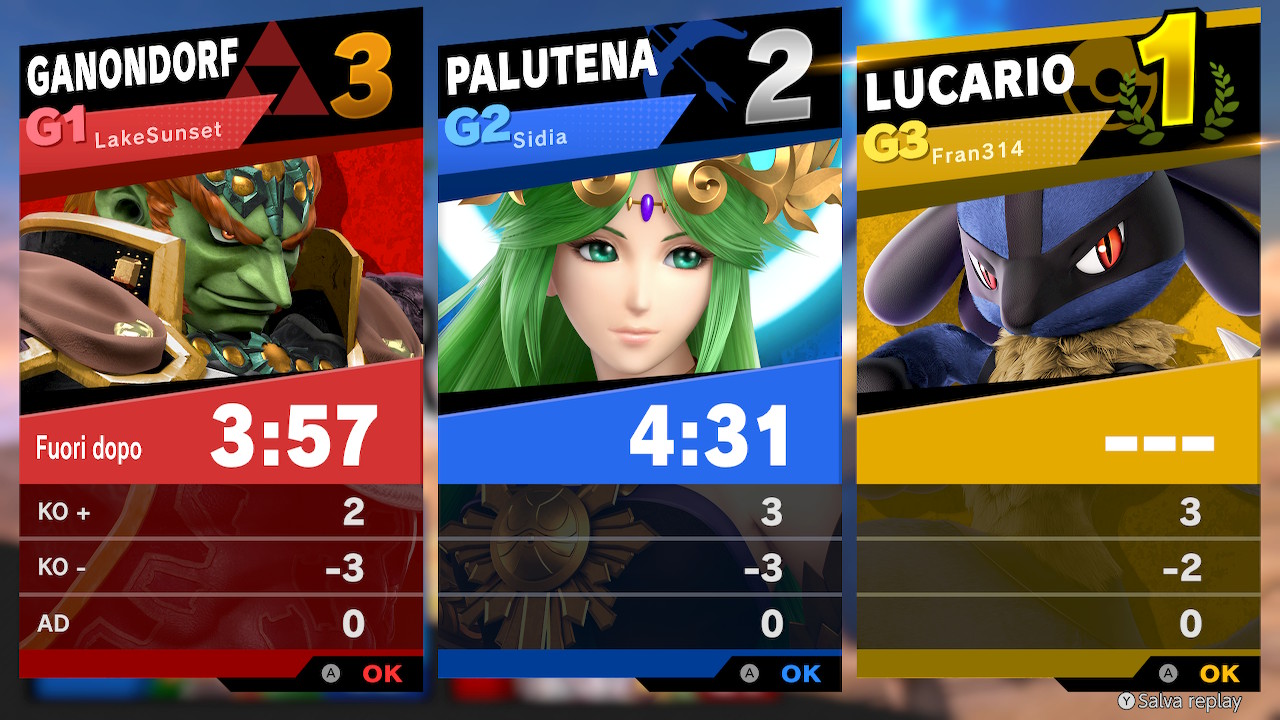 GANONDORF 3
G1 LakeSunset
Fuori dopo 3:57
KO + 2
KO - -3
AD 0
A OK
PALUTENA 2
G2 Sidia
4:31
3
-3
0
A OK
LUCARIO 1
G3 Fran314
---
3
-2
0
A OK
Y Salva replay